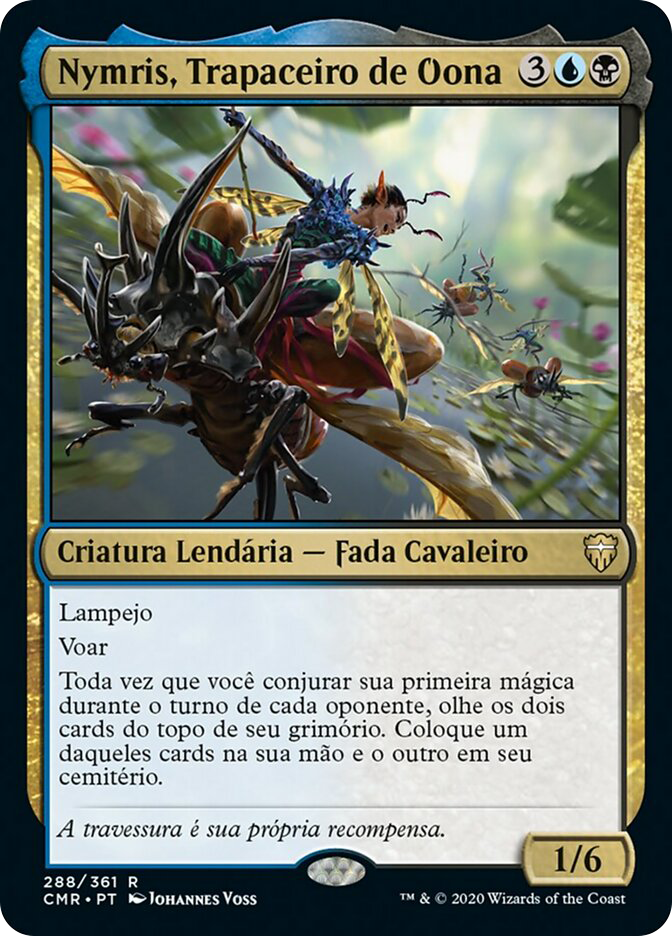 Nymris, Trapaceiro de Oona 3
Criatura Lendária — Fada Cavaleiro
Lampejo
Voar
Toda vez que você conjurar sua primeira mágica
durante o turno de cada oponente, olhe os dois
cards do topo de seu grimório. Coloque um
daqueles cards na sua mão e o outro em seu
cemitério.
A travessura é sua própria recompensa.
1/6
288/361 R
CMR • PT Johannes Voss
™ & © 2020 Wizards of the Coast